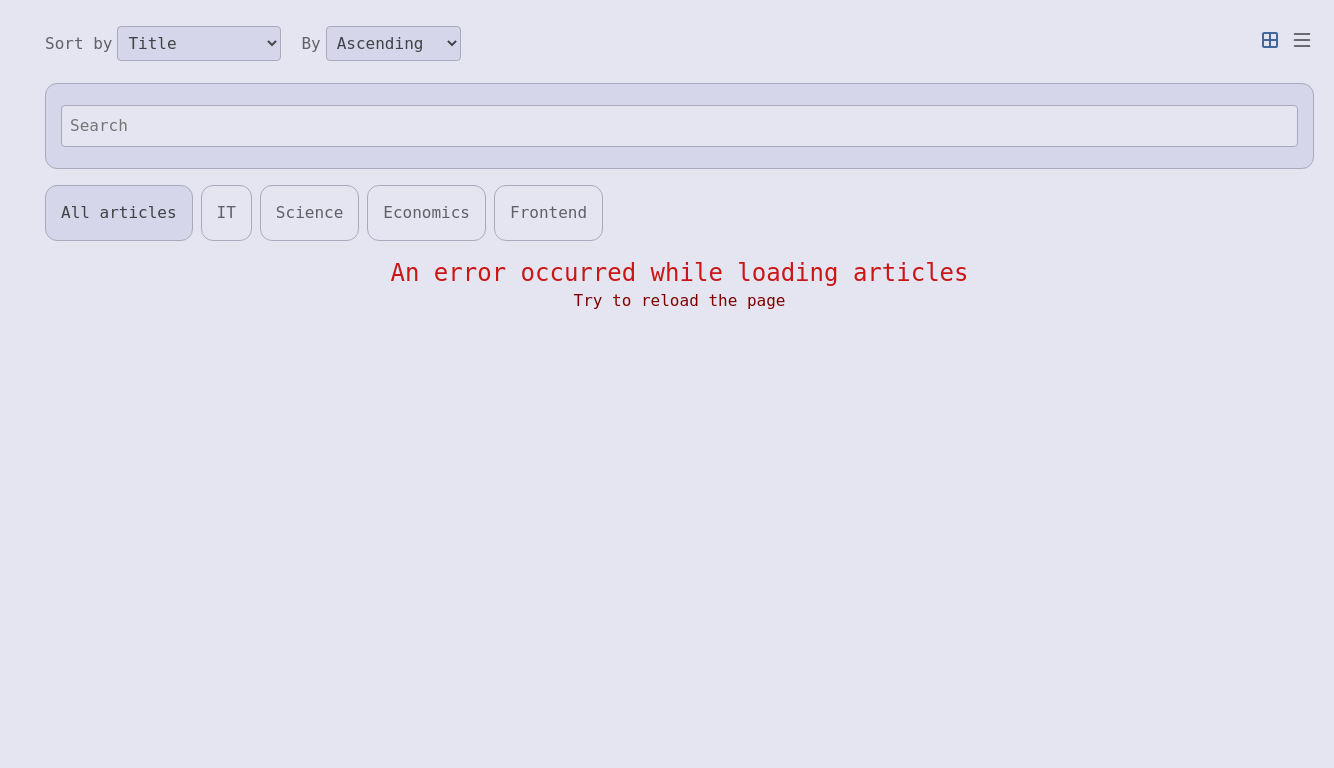 Sort by Title By Ascending
Search
All articles IT Science Economics Frontend
An error occurred while loading articles
Try to reload the page